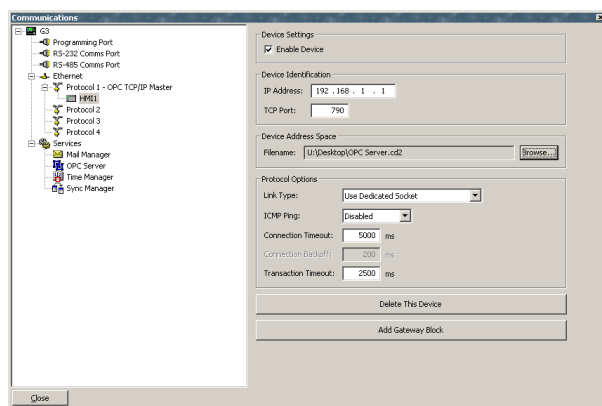 Communications
G3
Programming Port
RS-232 Comms Port
RS-485 Comms Port
Ethernet
Protocol 1 - OPC TCP/IP Master
HMI1
Protocol 2
Protocol 3
Protocol 4
Services
Mail Manager
OPC Server
Time Manager
Sync Manager
Device Settings
Enable Device
Device Identification
IP Address: 192 . 168 . 1 . 1
TCP Port: 790
Device Address Space
Filename: U:\Desktop\OPC Server.cd2 Browse...
Protocol Options
Link Type: Use Dedicated Socket
ICMP Ping: Disabled
Connection Timeout: 5000 ms
Connection Backoff: 200 ms
Transaction Timeout: 2500 ms
Delete This Device
Add Gateway Block
Close